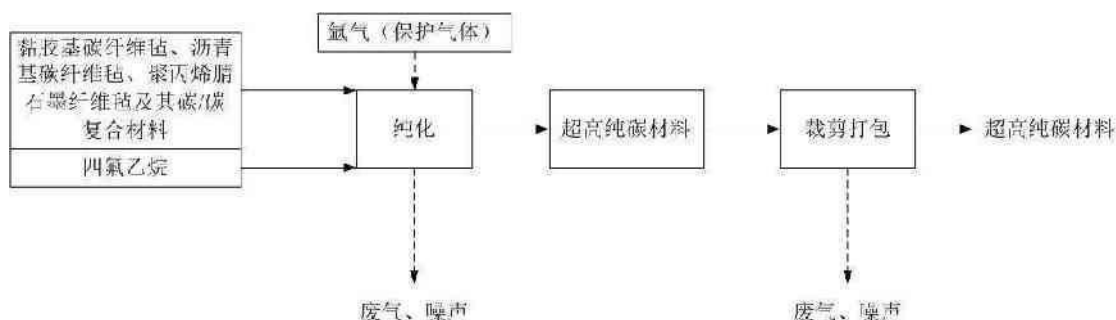 氩气（保护气体）
黏胶基碳纤维毡、沥青
基碳纤维毡、聚丙烯腈
石墨纤维毡及其碳/碳
复合材料
四氟乙烷
纯化
超高纯碳材料
裁剪打包
超高纯碳材料
废气、噪声
废气、噪声